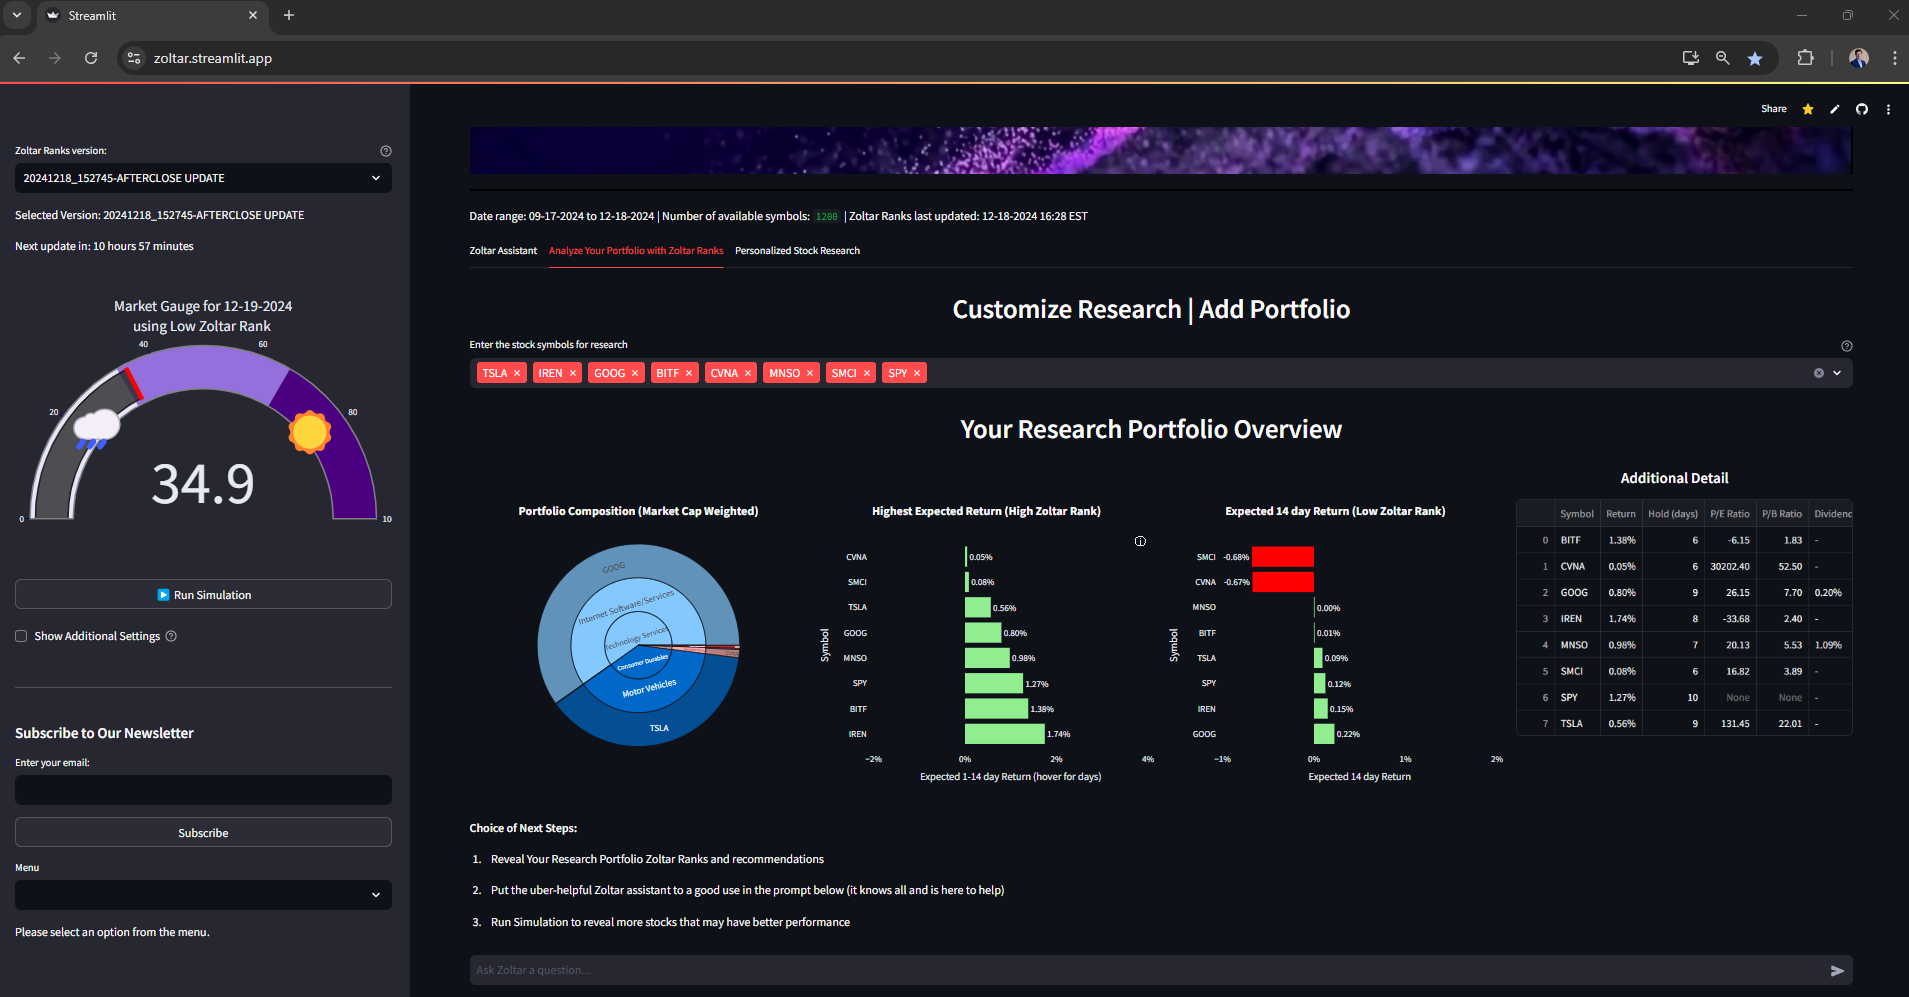 Streamlit
zoltar.streamlit.app
Share
Zoltar Ranks version:
20241218_152745-AFTERCLOSE UPDATE
Selected Version: 20241218_152745-AFTERCLOSE UPDATE
Next update in: 10 hours 57 minutes
Market Gauge for 12-19-2024
using Low Zoltar Rank
0
20
40
60
80
10
34.9
Run Simulation
Show Additional Settings
Subscribe to Our Newsletter
Enter your email:
Subscribe
Menu
Please select an option from the menu.
Date range: 09-17-2024 to 12-18-2024 | Number of available symbols: 1200 | Zoltar Ranks last updated: 12-18-2024 16:28 EST
Zoltar Assistant Analyze Your Portfolio with Zoltar Ranks Personalized Stock Research
Customize Research | Add Portfolio
Enter the stock symbols for research
TSLA × IREN × GOOG × BITF × CVNA × MNSO × SMCI × SPY ×
Your Research Portfolio Overview
Portfolio Composition (Market Cap Weighted)
GOOG
Internet Software/Services
Technology Services
Consumer Durables
Motor Vehicles
TSLA
Highest Expected Return (High Zoltar Rank)
Symbol
CVNA 0.05%
SMCI 0.08%
TSLA 0.56%
GOOG 0.80%
MNSO 0.98%
SPY 1.27%
BITF 1.38%
IREN 1.74%
−2% 0% 2% 4%
Expected 1-14 day Return (hover for days)
Expected 14 day Return (Low Zoltar Rank)
Symbol
SMCI -0.68%
CVNA -0.67%
MNSO 0.00%
BITF 0.01%
TSLA 0.09%
SPY 0.12%
IREN 0.15%
GOOG 0.22%
−1% 0% 1% 2%
Expected 14 day Return
Additional Detail
Symbol Return Hold (days) P/E Ratio P/B Ratio Dividenc
0 BITF 1.38% 6 -6.15 1.83 -
1 CVNA 0.05% 6 30202.40 52.50 -
2 GOOG 0.80% 9 26.15 7.70 0.20%
3 IREN 1.74% 8 -33.68 2.40 -
4 MNSO 0.98% 7 20.13 5.53 1.09%
5 SMCI 0.08% 6 16.82 3.89 -
6 SPY 1.27% 10 None None -
7 TSLA 0.56% 9 131.45 22.01 -
Choice of Next Steps:
1. Reveal Your Research Portfolio Zoltar Ranks and recommendations
2. Put the uber-helpful Zoltar assistant to a good use in the prompt below (it knows all and is here to help)
3. Run Simulation to reveal more stocks that may have better performance
Ask Zoltar a question...